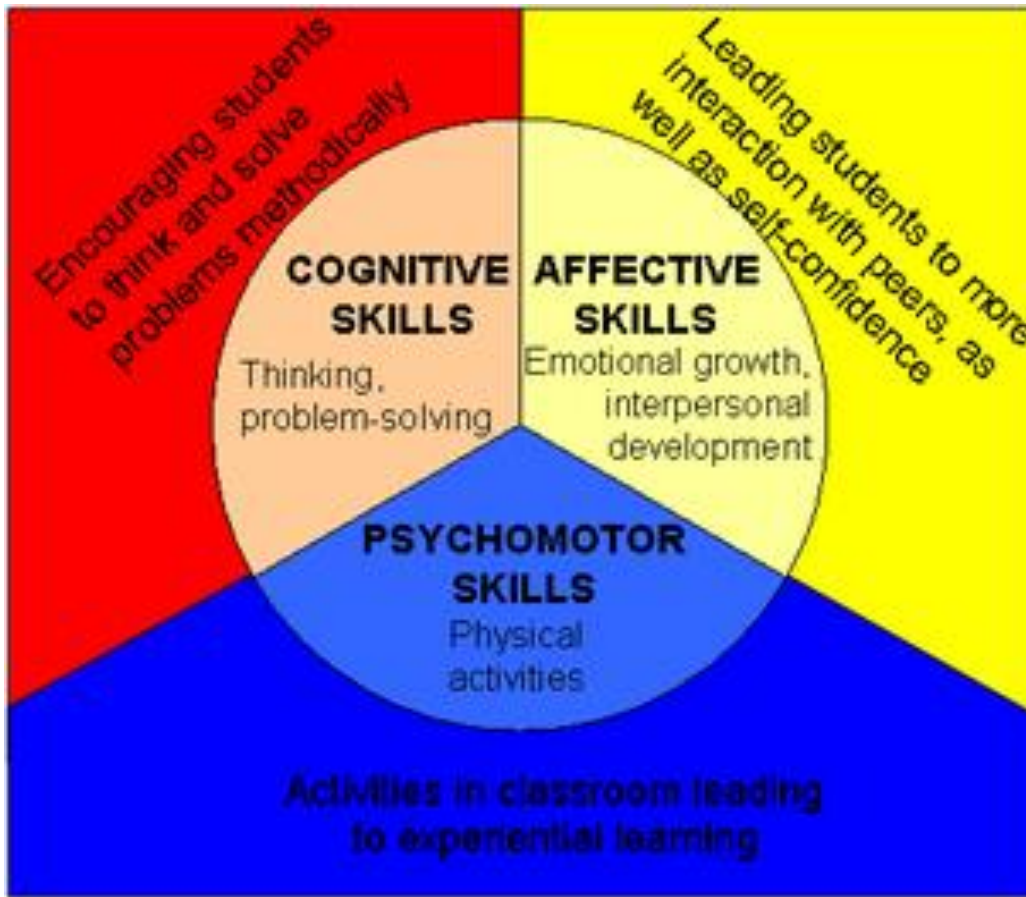 Encouraging students
to think and solve
problems methodically
Leading students to more
interaction with peers, as
well as self-confidence
COGNITIVE
SKILLS
Thinking,
problem-solving
AFFECTIVE
SKILLS
Emotional growth,
interpersonal
development
PSYCHOMOTOR
SKILLS
Physical
activities
Activities in classroom leading
to experiential learning